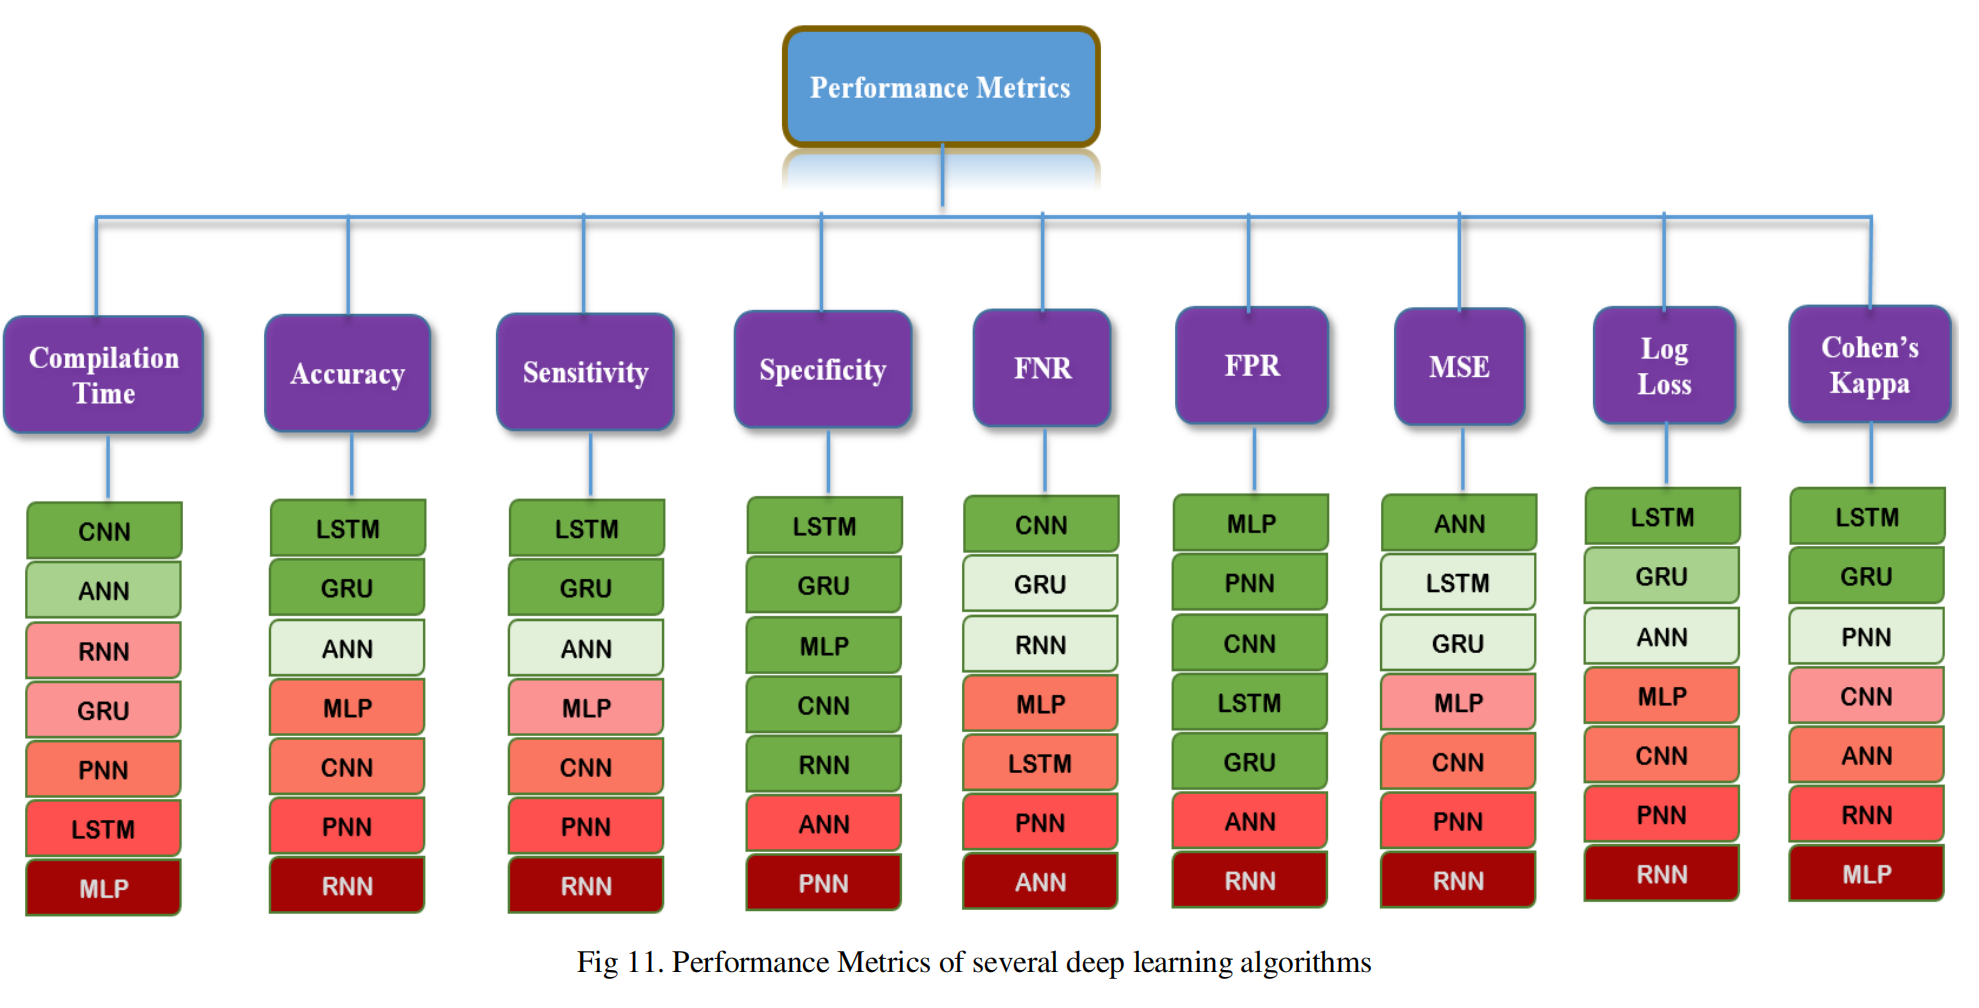 Performance Metrics
Compilation
Time
Accuracy
Sensitivity
Specificity
FNR
FPR
MSE
Log
Loss
Cohen’s
Kappa
CNN
ANN
RNN
GRU
PNN
LSTM
MLP
LSTM
GRU
ANN
MLP
CNN
PNN
RNN
LSTM
GRU
ANN
MLP
CNN
PNN
RNN
LSTM
GRU
MLP
CNN
RNN
ANN
PNN
CNN
GRU
RNN
MLP
LSTM
PNN
ANN
MLP
PNN
CNN
LSTM
GRU
ANN
RNN
ANN
LSTM
GRU
MLP
CNN
PNN
RNN
LSTM
GRU
ANN
MLP
CNN
PNN
RNN
LSTM
GRU
PNN
CNN
ANN
RNN
MLP
Fig 11. Performance Metrics of several deep learning algorithms